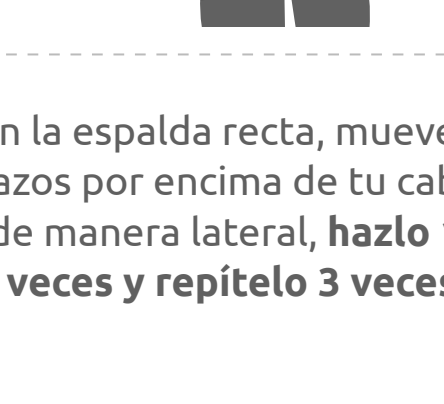 n la espalda recta, mueve
azos por encima de tu cab
de manera lateral, hazlo
veces y repítelo 3 veces